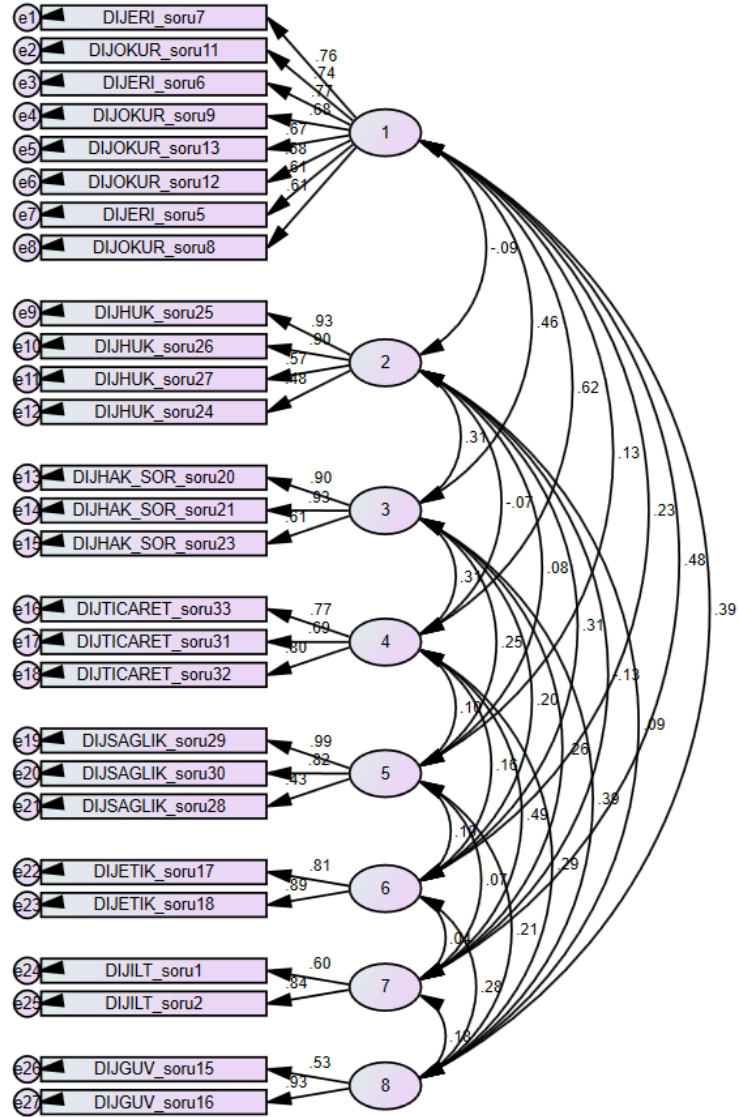 e1 DIJERI_soru7
.76
e2 DIJOKUR_soru11
.74
e3 DIJERI_soru6
.77
e4 DIJOKUR_soru9
.68
1
e5 DIJOKUR_soru13
.67
e6 DIJOKUR_soru12
.68
e7 DIJERI_soru5
.61
e8 DIJOKUR_soru8
.61
-.09
e9 DIJHUK_soru25
.93
.46
e10 DIJHUK_soru26
.90
2
e11 DIJHUK_soru27
.57
e12 DIJHUK_soru24
.48
.62
.31
.13
e13 DIJHAK_SOR_soru20
.90
e14 DIJHAK_SOR_soru21
.93
3
-.07
.23
e15 DIJHAK_SOR_soru23
.61
.48
.08
.31
e16 DIJTICARET_soru33
.77
.39
e17 DIJTICARET_soru31
.69
4
.25
.31
e18 DIJTICARET_soru32
.80
.13
.10
.20
e19 DIJSAGLIK_soru29
.99
.26
.09
e20 DIJSAGLIK_soru30
.82
5
.16
e21 DIJSAGLIK_soru28
.43
.39
.49
e22 DIJETIK_soru17
.81
.29
e23 DIJETIK_soru18
.89
6
.07
.21
e24 DIJILT_soru1
.60
e25 DIJILT_soru2
.84
7
.28
.18
e26 DIJGUV_soru15
.53
8
e27 DIJGUV_soru16
.93